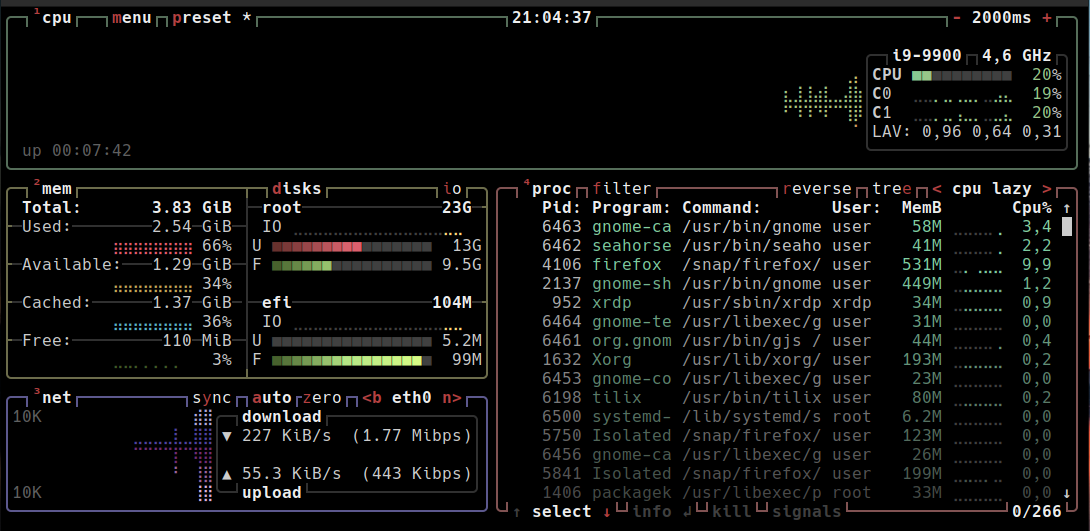 ¹cpu menu preset * 21:04:37 - 2000ms +
i9-9900 4,6 GHz
CPU 20%
C0 19%
C1 20%
LAV: 0,96 0,64 0,31
up 00:07:42
²mem
Total: 3.83 GiB
Used: 2.54 GiB
66%
Available: 1.29 GiB
34%
Cached: 1.37 GiB
36%
Free: 110 MiB
3%
disks io
root 23G
IO
U 13G
F 9.5G
efi 104M
IO
U 5.2M
F 99M
³net sync auto zero <b eth0 n>
10K
download
▼ 227 KiB/s (1.77 Mibps)
▲ 55.3 KiB/s (443 Kibps)
upload
10K
⁴proc filter reverse tree < cpu lazy >
Pid: Program: Command: User: MemB Cpu% ↑
6463 gnome-ca /usr/bin/gnome user 58M 3,4
6462 seahorse /usr/bin/seaho user 41M 2,2
4106 firefox /snap/firefox/ user 531M 9,9
2137 gnome-sh /usr/bin/gnome user 449M 1,2
952 xrdp /usr/sbin/xrdp xrdp 34M 0,9
6464 gnome-te /usr/libexec/g user 31M 0,0
6461 org.gnom /usr/bin/gjs / user 44M 0,4
1632 Xorg /usr/lib/xorg/ user 193M 0,2
6453 gnome-co /usr/libexec/g user 23M 0,0
6198 tilix /usr/bin/tilix user 80M 0,2
6500 systemd- /lib/systemd/s root 6.2M 0,0
5750 Isolated /snap/firefox/ user 123M 0,0
6456 gnome-ca /usr/libexec/g user 26M 0,0
5841 Isolated /snap/firefox/ user 199M 0,0
1406 packagek /usr/libexec/p root 33M 0,0 ↓
↑ select ↓ info ↲ kill signals 0/266